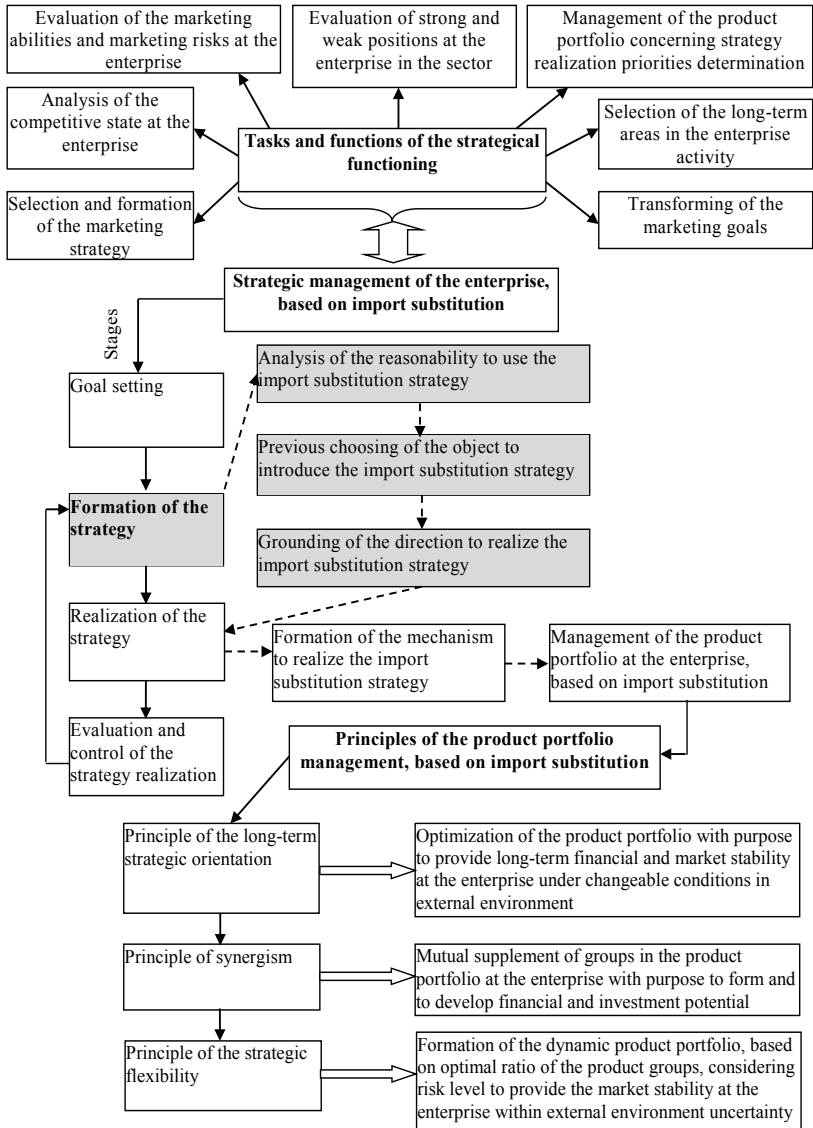 Evaluation of the marketing
abilities and marketing risks at the
enterprise
Evaluation of strong and
weak positions at the
enterprise in the sector
Management of the product
portfolio concerning strategy
realization priorities determination
Analysis of the
competitive state at the
enterprise
Tasks and functions of the strategical
functioning
Selection of the long-term
areas in the enterprise
activity
Selection and formation
of the marketing
strategy
Transforming of the
marketing goals
Strategic management of the enterprise,
based on import substitution
Stages
Goal setting
Analysis of the reasonability to use the
import substitution strategy
Previous choosing of the object to
introduce the import substitution strategy
Formation of the
strategy
Grounding of the direction to realize the
import substitution strategy
Realization of the
strategy
Formation of the mechanism
to realize the import
substitution strategy
Management of the product
portfolio at the enterprise,
based on import substitution
Evaluation and
control of the
strategy realization
Principles of the product portfolio
management, based on import substitution
Principle of the long-term
strategic orientation
Optimization of the product portfolio with purpose
to provide long-term financial and market stability
at the enterprise under changeable conditions in
external environment
Principle of synergism
Mutual supplement of groups in the product
portfolio at the enterprise with purpose to form and
to develop financial and investment potential
Principle of the strategic
flexibility
Formation of the dynamic product portfolio, based
on optimal ratio of the product groups, considering
risk level to provide the market stability at the
enterprise within external environment uncertainty